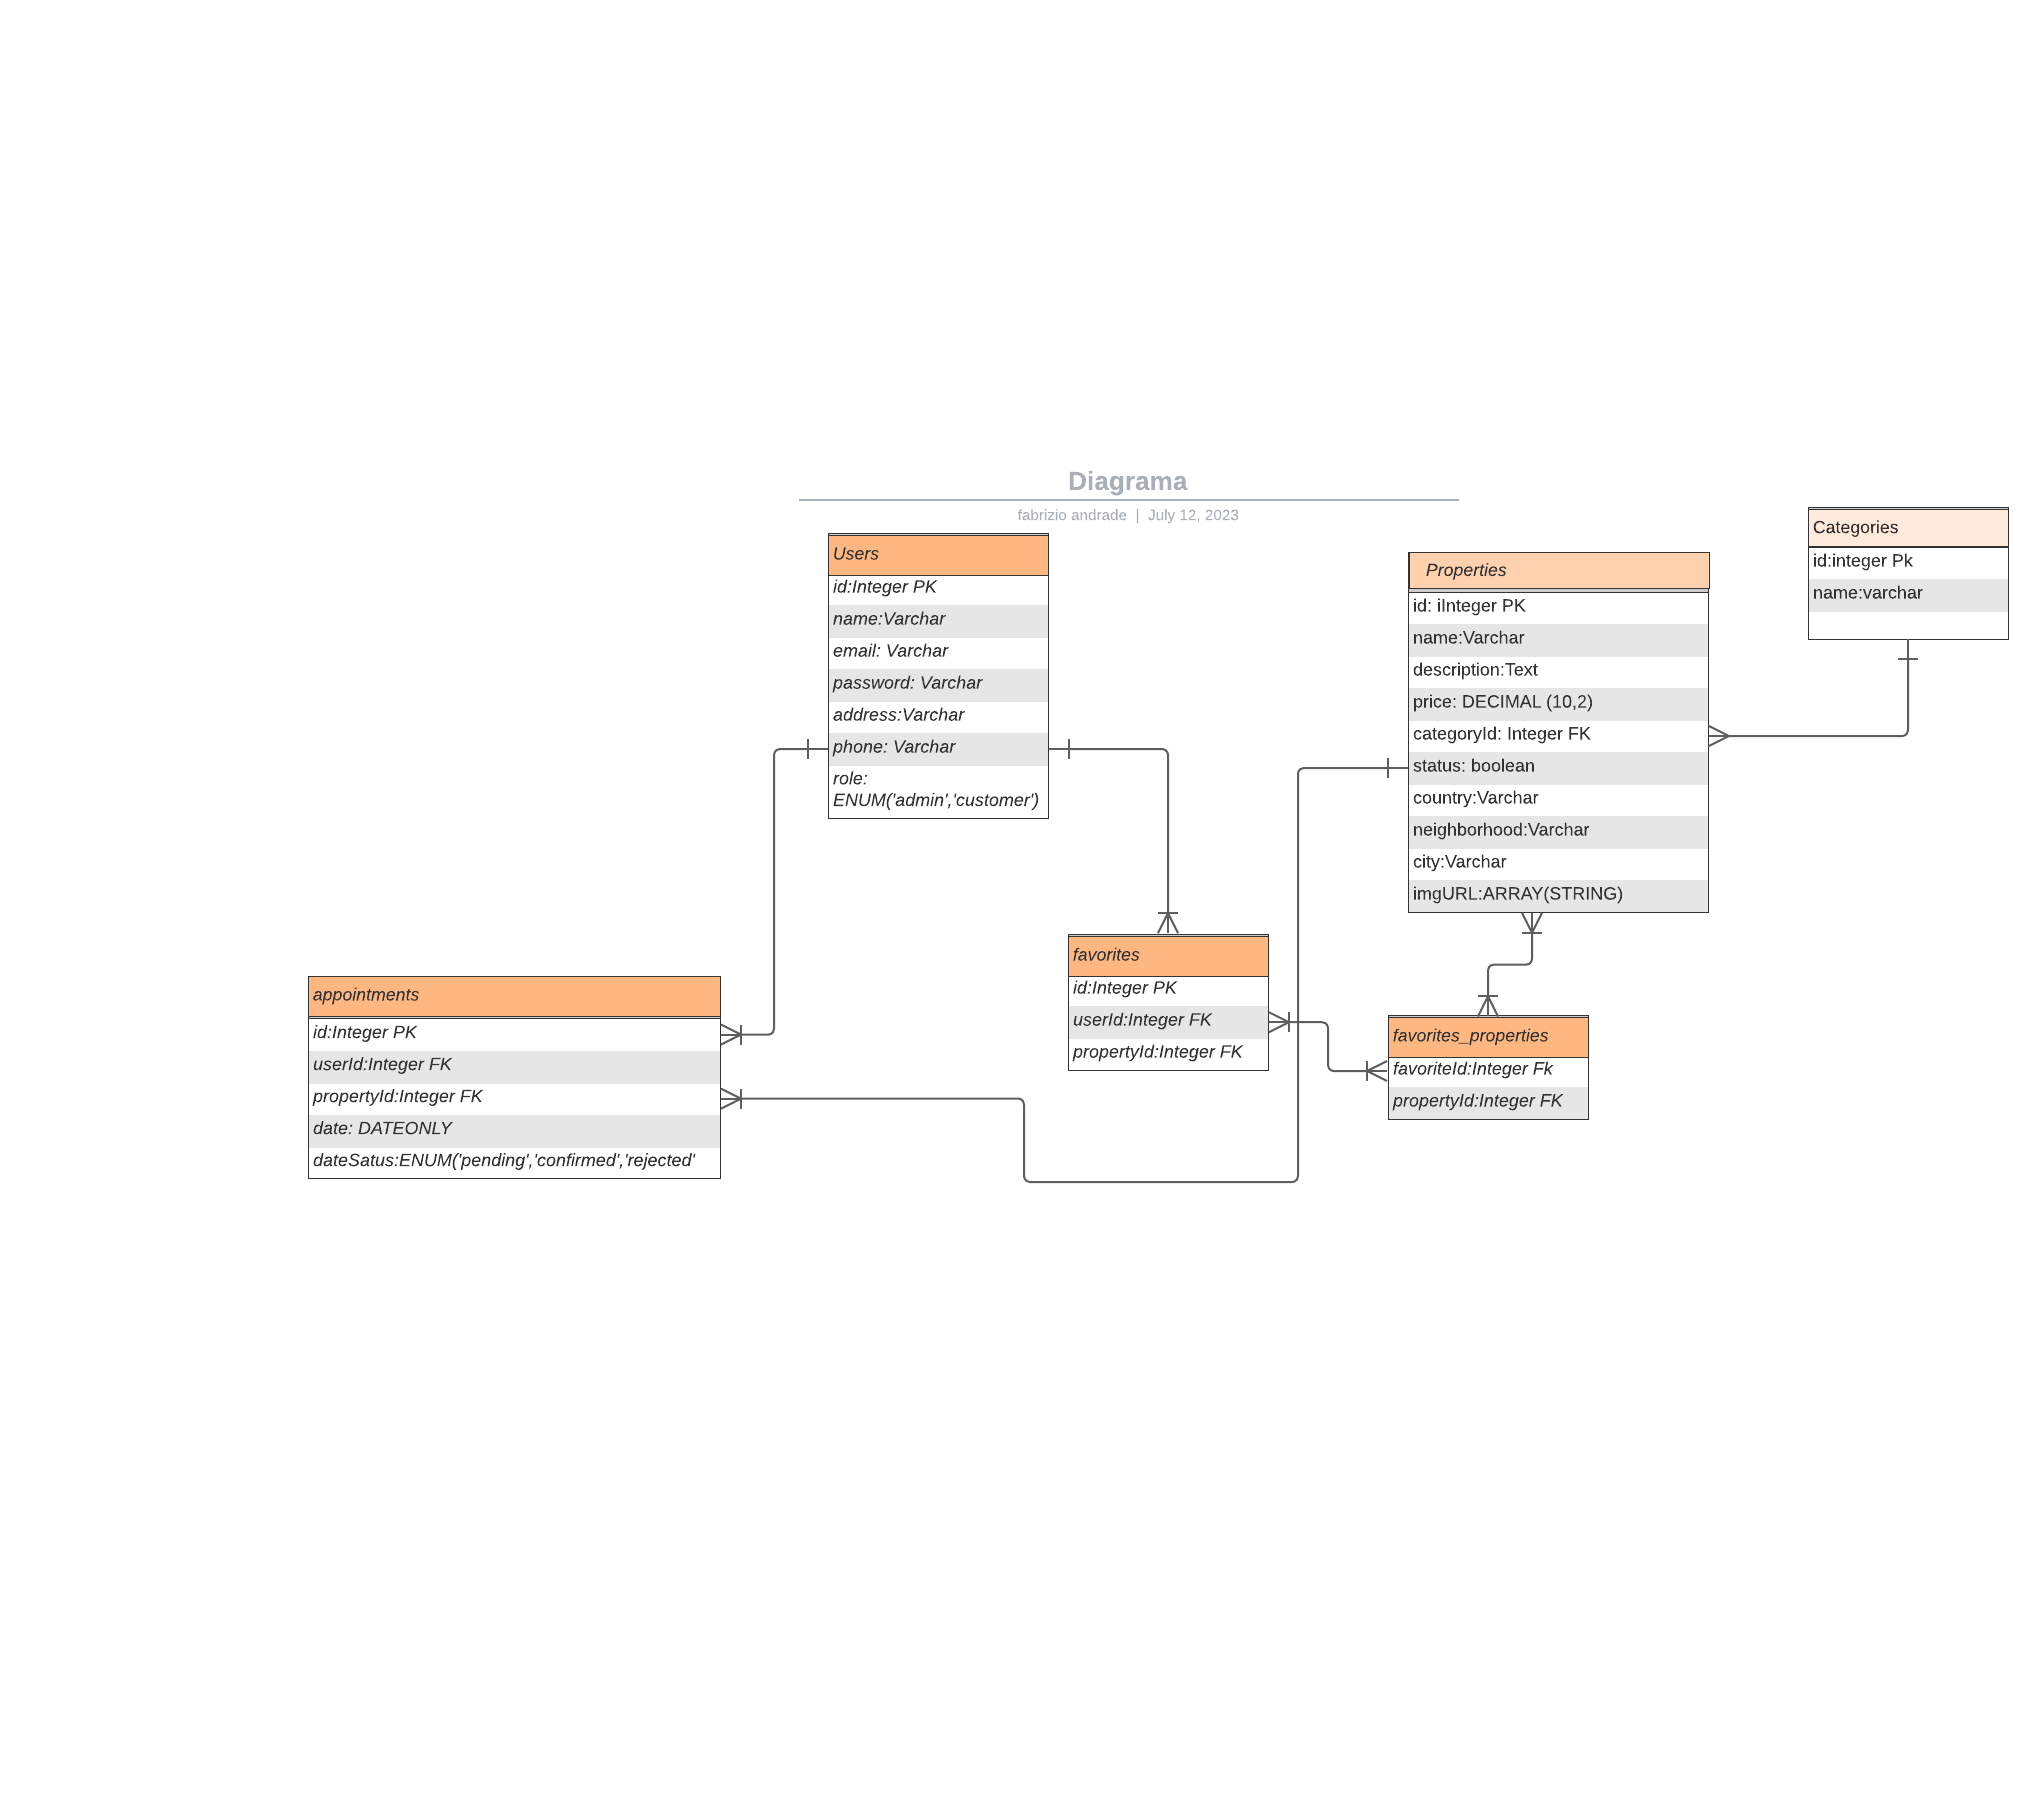 Diagrama
fabrizio andrade | July 12, 2023
Users
id:Integer PK
name:Varchar
email: Varchar
password: Varchar
address:Varchar
phone: Varchar
role:
ENUM('admin','customer')
Properties
id: iInteger PK
name:Varchar
description:Text
price: DECIMAL (10,2)
categoryId: Integer FK
status: boolean
country:Varchar
neighborhood:Varchar
city:Varchar
imgURL:ARRAY(STRING)
Categories
id:integer Pk
name:varchar
appointments
id:Integer PK
userId:Integer FK
propertyId:Integer FK
date: DATEONLY
dateSatus:ENUM('pending','confirmed','rejected'
favorites
id:Integer PK
userId:Integer FK
propertyId:Integer FK
favorites_properties
favoriteId:Integer Fk
propertyId:Integer FK